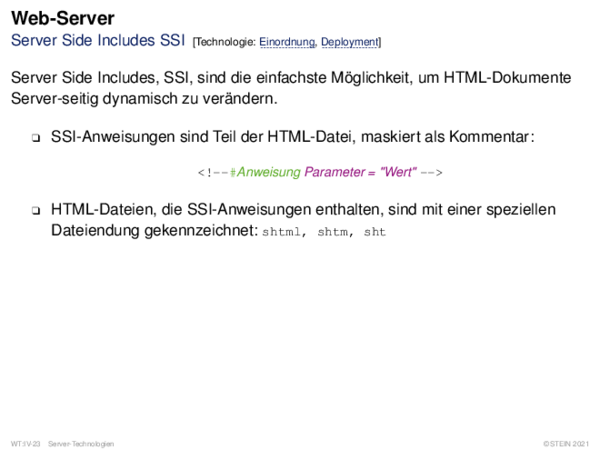 Web-Server
Server Side Includes SSI [Technologie: Einordnung, Deployment]
Server Side Includes, SSI, sind die einfachste Möglichkeit, um HTML-Dokumente
Server-seitig dynamisch zu verändern.
❑ SSI-Anweisungen sind Teil der HTML-Datei, maskiert als Kommentar:
<!--#Anweisung Parameter = "Wert" -->
❑ HTML-Dateien, die SSI-Anweisungen enthalten, sind mit einer speziellen
Dateiendung gekennzeichnet: shtml, shtm, sht
WT:IV-23 Server-Technologien ©STEIN 2021